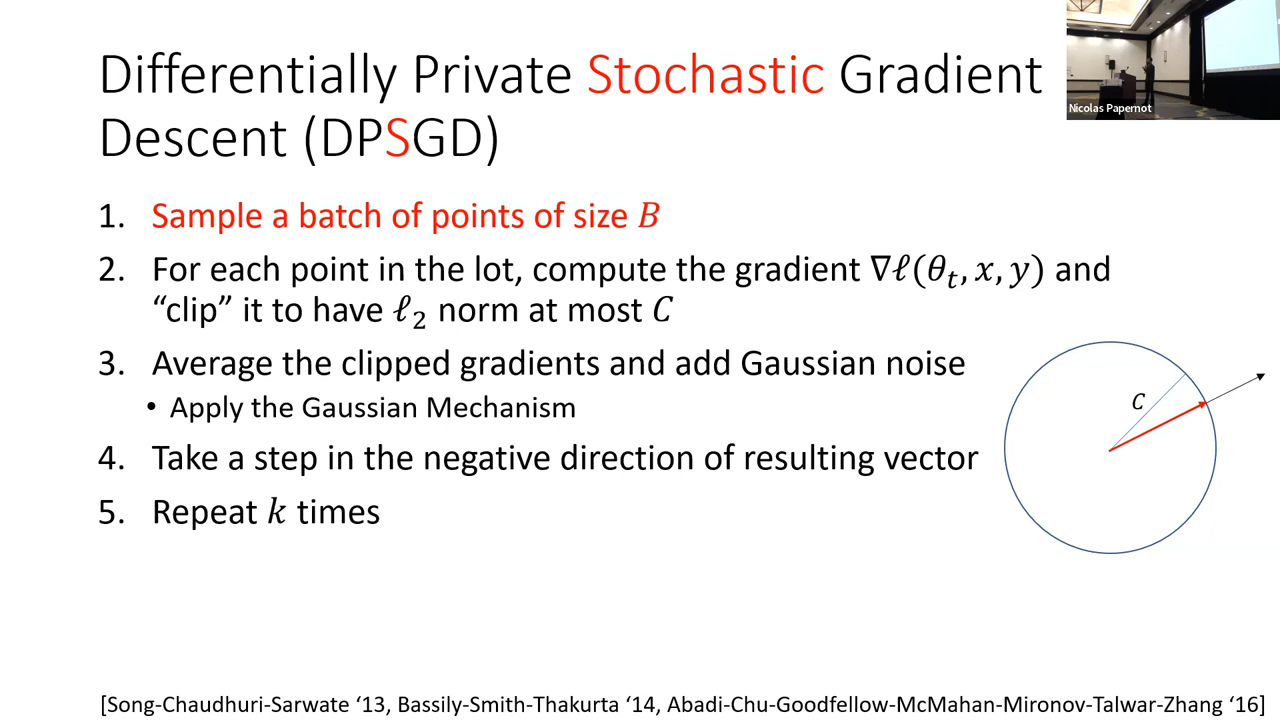 Differentially Private Stochastic Gradient
Descent (DPSGD)
Nicolas Papernot
1. Sample a batch of points of size B
2. For each point in the lot, compute the gradient ∇ℓ(θₜ, x, y) and
“clip” it to have ℓ₂ norm at most C
3. Average the clipped gradients and add Gaussian noise
• Apply the Gaussian Mechanism
4. Take a step in the negative direction of resulting vector
5. Repeat k times
C
[Song-Chaudhuri-Sarwate ‘13, Bassily-Smith-Thakurta ‘14, Abadi-Chu-Goodfellow-McMahan-Mironov-Talwar-Zhang ‘16]